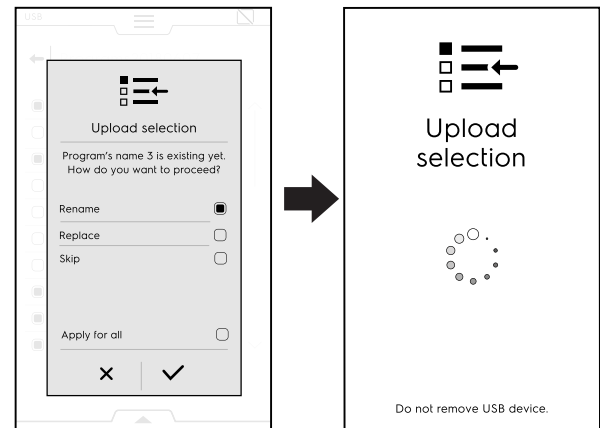 USB
Upload selection
Program's name 3 is existing yet.
How do you want to proceed?
Rename
Replace
Skip
Apply for all
Upload
selection
Do not remove USB device.